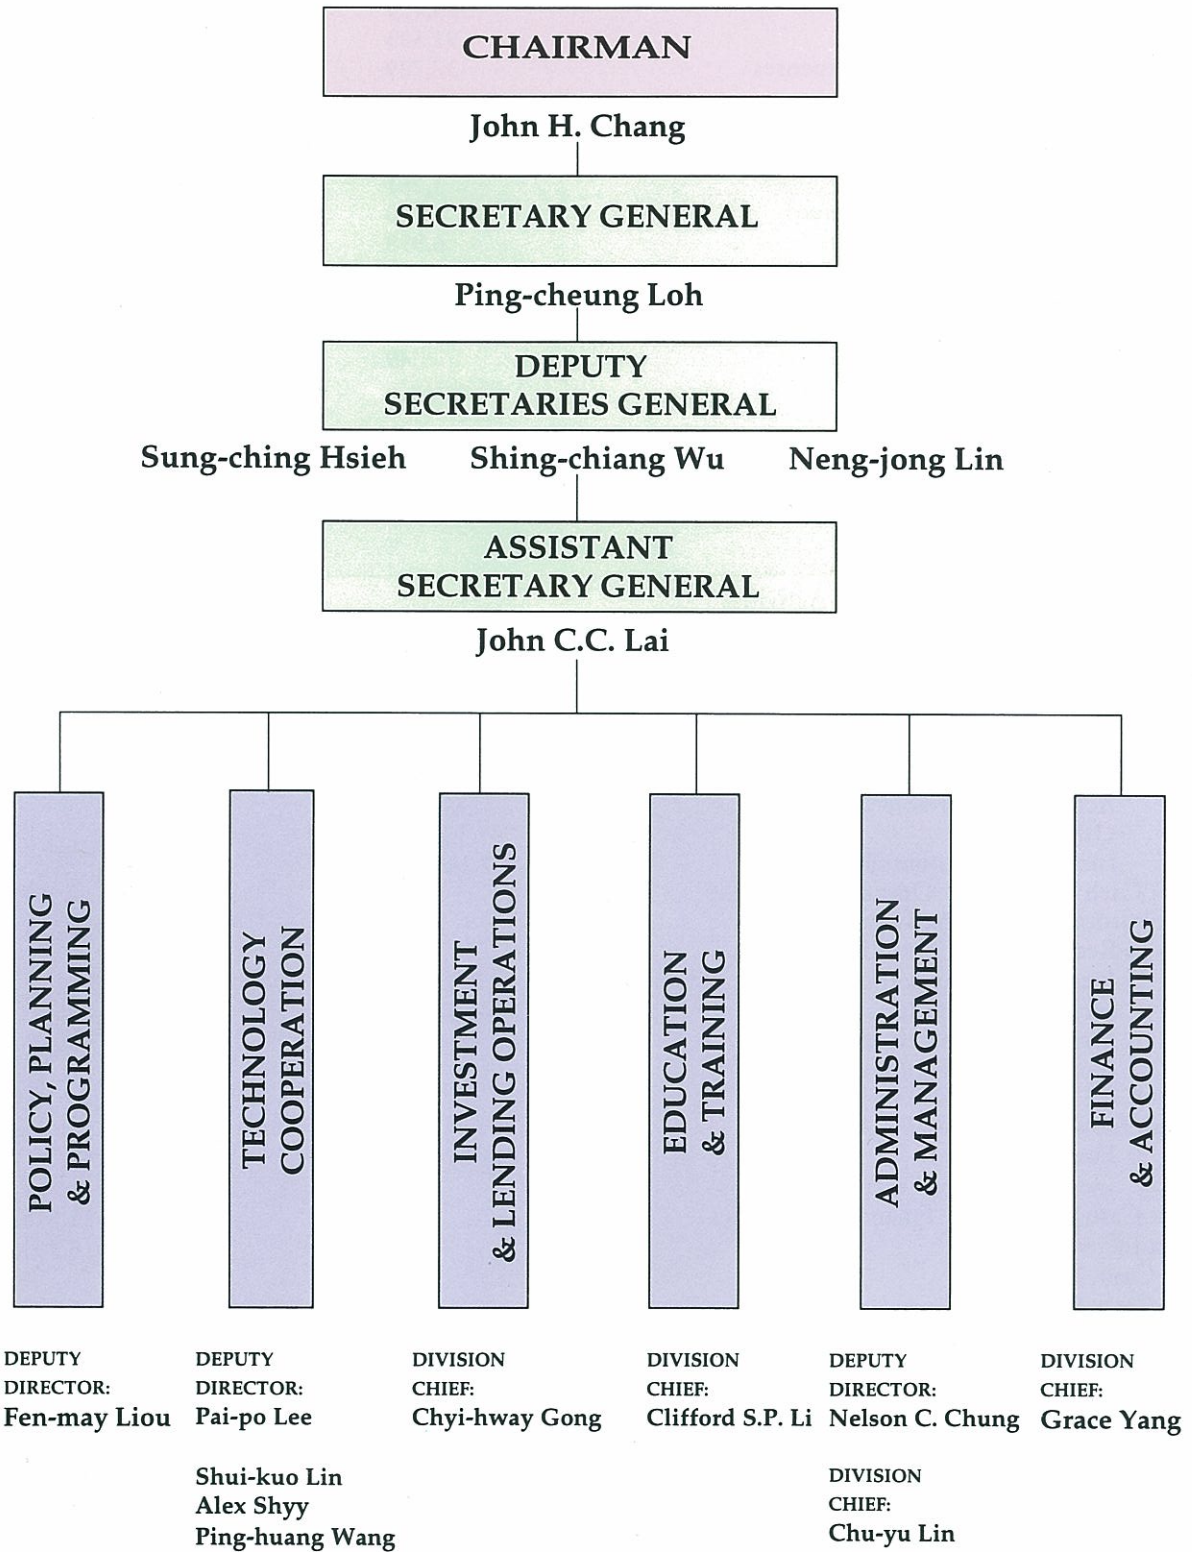 CHAIRMAN
John H. Chang
SECRETARY GENERAL
Ping-cheung Loh
DEPUTY
SECRETARIES GENERAL
Sung-ching Hsieh Shing-chiang Wu Neng-jong Lin
ASSISTANT
SECRETARY GENERAL
John C.C. Lai
POLICY, PLANNING
& PROGRAMMING
TECHNOLOGY
COOPERATION
INVESTMENT
& LENDING OPERATIONS
EDUCATION
& TRAINING
ADMINISTRATION
& MANAGEMENT
FINANCE
& ACCOUNTING
DEPUTY
DIRECTOR:
Fen-may Liou
DEPUTY
DIRECTOR:
Pai-po Lee
Shui-kuo Lin
Alex Shyy
Ping-huang Wang
DIVISION
CHIEF:
Chyi-hway Gong
DIVISION
CHIEF:
Clifford S.P. Li
DEPUTY
DIRECTOR:
Nelson C. Chung
DIVISION
CHIEF:
Chu-yu Lin
DIVISION
CHIEF:
Grace Yang